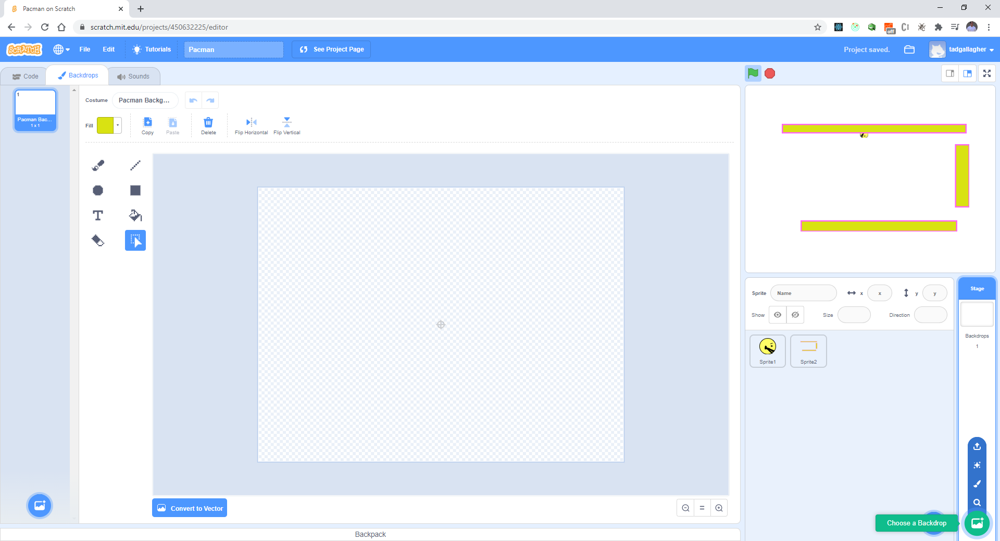 Pacman on Scratch
scratch.mit.edu/projects/450632225/editor
off
SCRATCH
File
Edit
Tutorials
Pacman
See Project Page
Project saved.
tadgallagher
Code
Backdrops
Sounds
1
Pacman Bac...
1 x 1
Costume
Pacman Backg...
Fill
Copy
Paste
Delete
Flip Horizontal
Flip Vertical
T
Convert to Vector
Backpack
Sprite
Name
x
x
y
y
Show
Size
Direction
Sprite1
Sprite2
Stage
Backdrops
1
Choose a Backdrop